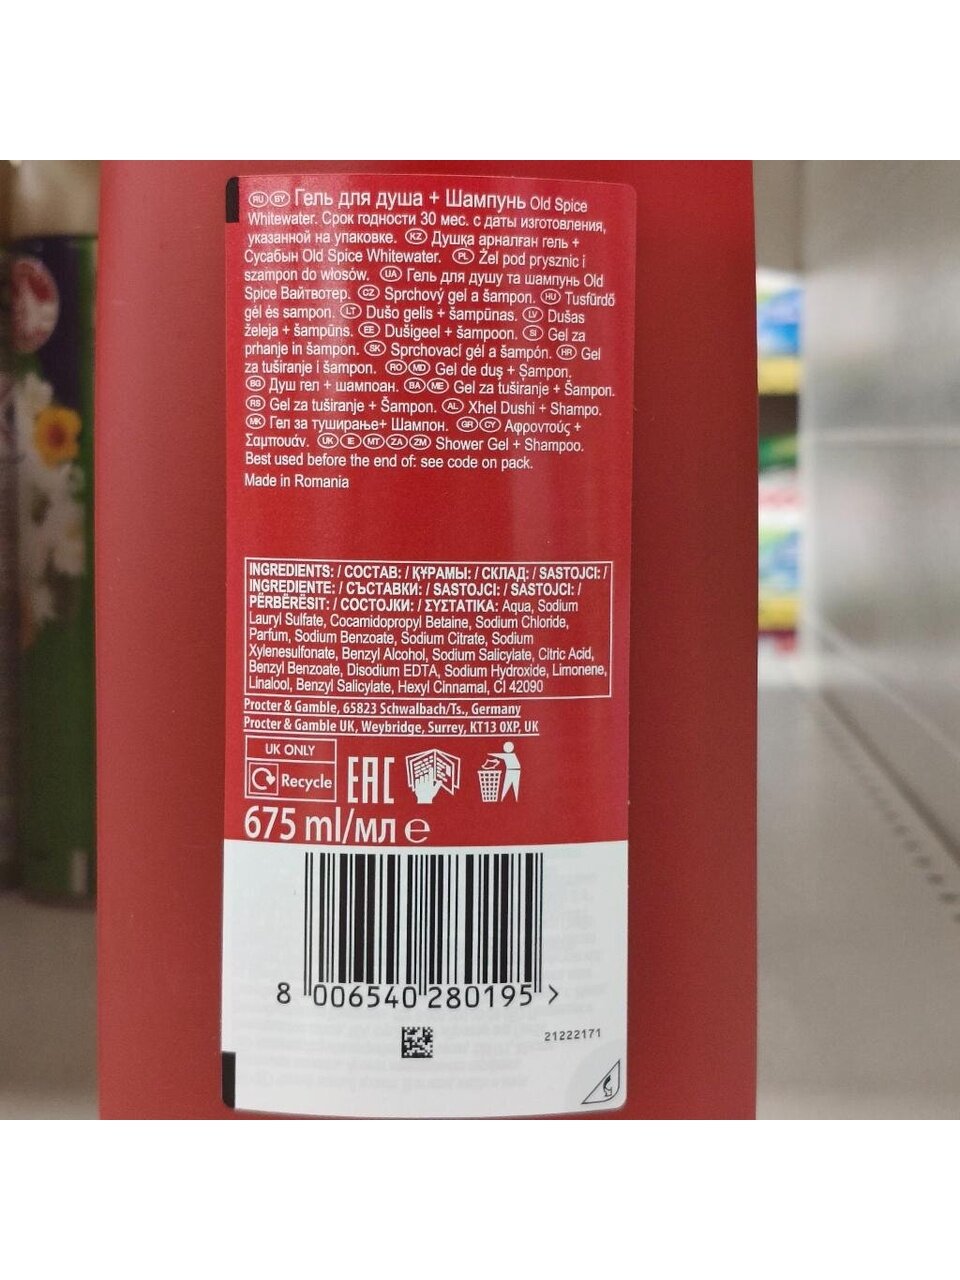 RU BY Гель для душа + Шампунь Old Spice
Whitewater. Срок годности 30 мес. с даты изготовления,
указанной на упаковке. KZ Душқа арналған гель +
Сусабын Old Spice Whitewater. PL Żel pod prysznic i
szampon do włosów. UA Гель для душу та шампунь Old
Spice Вайтвотер. CZ Sprchový gel a šampon. HU Tusfürdő
gél és sampon. LT Dušo gelis + šampūnas. LV Dušas
želeja + šampūns. EE Dušigeel + šampoon. SI Gel za
prhanje in šampon. SK Sprchovací gél a šampón. HR Gel
za tuširanje i šampon. RO MD Gel de duş + Şampon.
BG Душ гел + шампоан. BA ME Gel za tuširanje + Šampon.
RS Gel za tuširanje + Šampon. AL Xhel Dushi + Shampo.
MK Гел за туширање+ Шампон. GR CY Αφροντούς +
Σαμπουάν. UK IE MT ZA ZM Shower Gel + Shampoo.
Best used before the end of: see code on pack.
Made in Romania
INGREDIENTS: / СОСТАВ: / ҚҰРАМЫ: / СКЛАД: / SASTOJCI: /
INGREDIENTE: / СЪСТАВКИ: / SASTOJCI: / SASTOJCI: /
PËRBËRËSIT: / СОСТОЈКИ: / ΣΥΣΤΑΤΙΚΑ: Aqua, Sodium
Lauryl Sulfate, Cocamidopropyl Betaine, Sodium Chloride,
Parfum, Sodium Benzoate, Sodium Citrate, Sodium
Xylenesulfonate, Benzyl Alcohol, Sodium Salicylate, Citric Acid,
Benzyl Benzoate, Disodium EDTA, Sodium Hydroxide, Limonene,
Linalool, Benzyl Salicylate, Hexyl Cinnamal, CI 42090
Procter & Gamble, 65823 Schwalbach/Ts., Germany
Procter & Gamble UK, Weybridge, Surrey, KT13 0XP, UK
UK ONLY
Recycle
EAC
675 ml/мл e
8 006540 280195 >
21222171